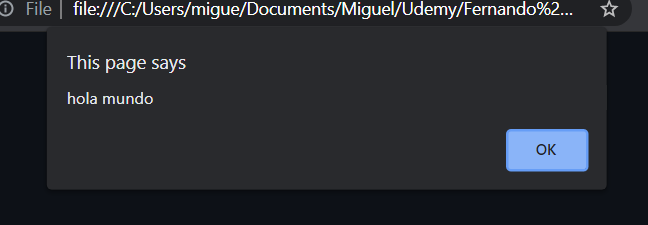 File | file:///C:/Users/migue/Documents/Miguel/Udemy/Fernando%2...
This page says
hola mundo
OK